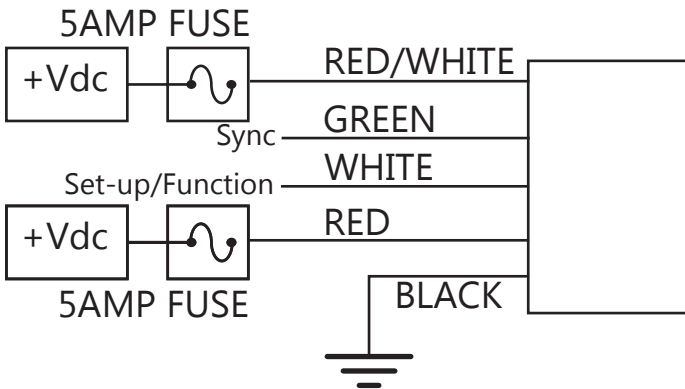 5AMP FUSE
+Vdc
RED/WHITE
Sync
GREEN
Set-up/Function
WHITE
+Vdc
RED
5AMP FUSE
BLACK